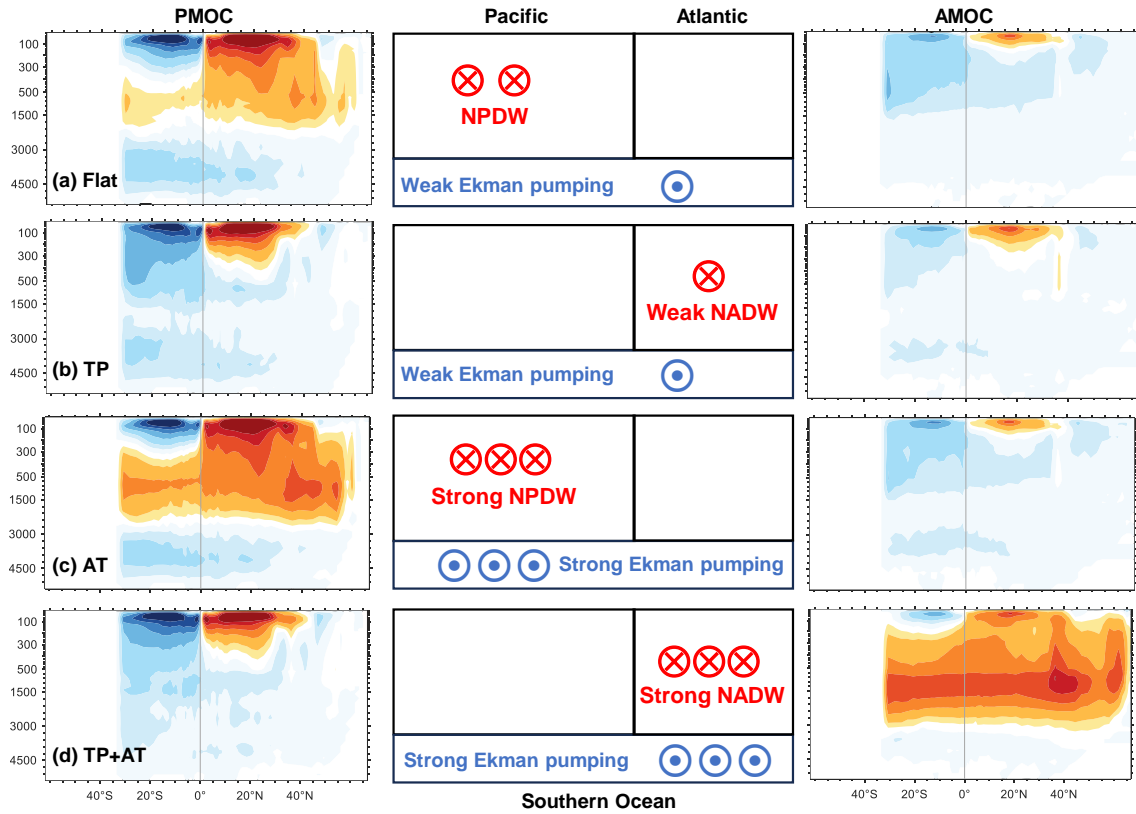 PMOC Pacific Atlantic AMOC
100
300
500
1500
3000
4500
(a) Flat
NPDW
Weak Ekman pumping
100
300
500
1500
3000
4500
(b) TP
Weak NADW
Weak Ekman pumping
100
300
500
1500
3000
4500
(c) AT
Strong NPDW
Strong Ekman pumping
100
300
500
1500
3000
4500
(d) TP+AT
Strong NADW
Strong Ekman pumping
40°S 20°S 0° 20°N 40°N
Southern Ocean
40°S 20°S 0° 20°N 40°N